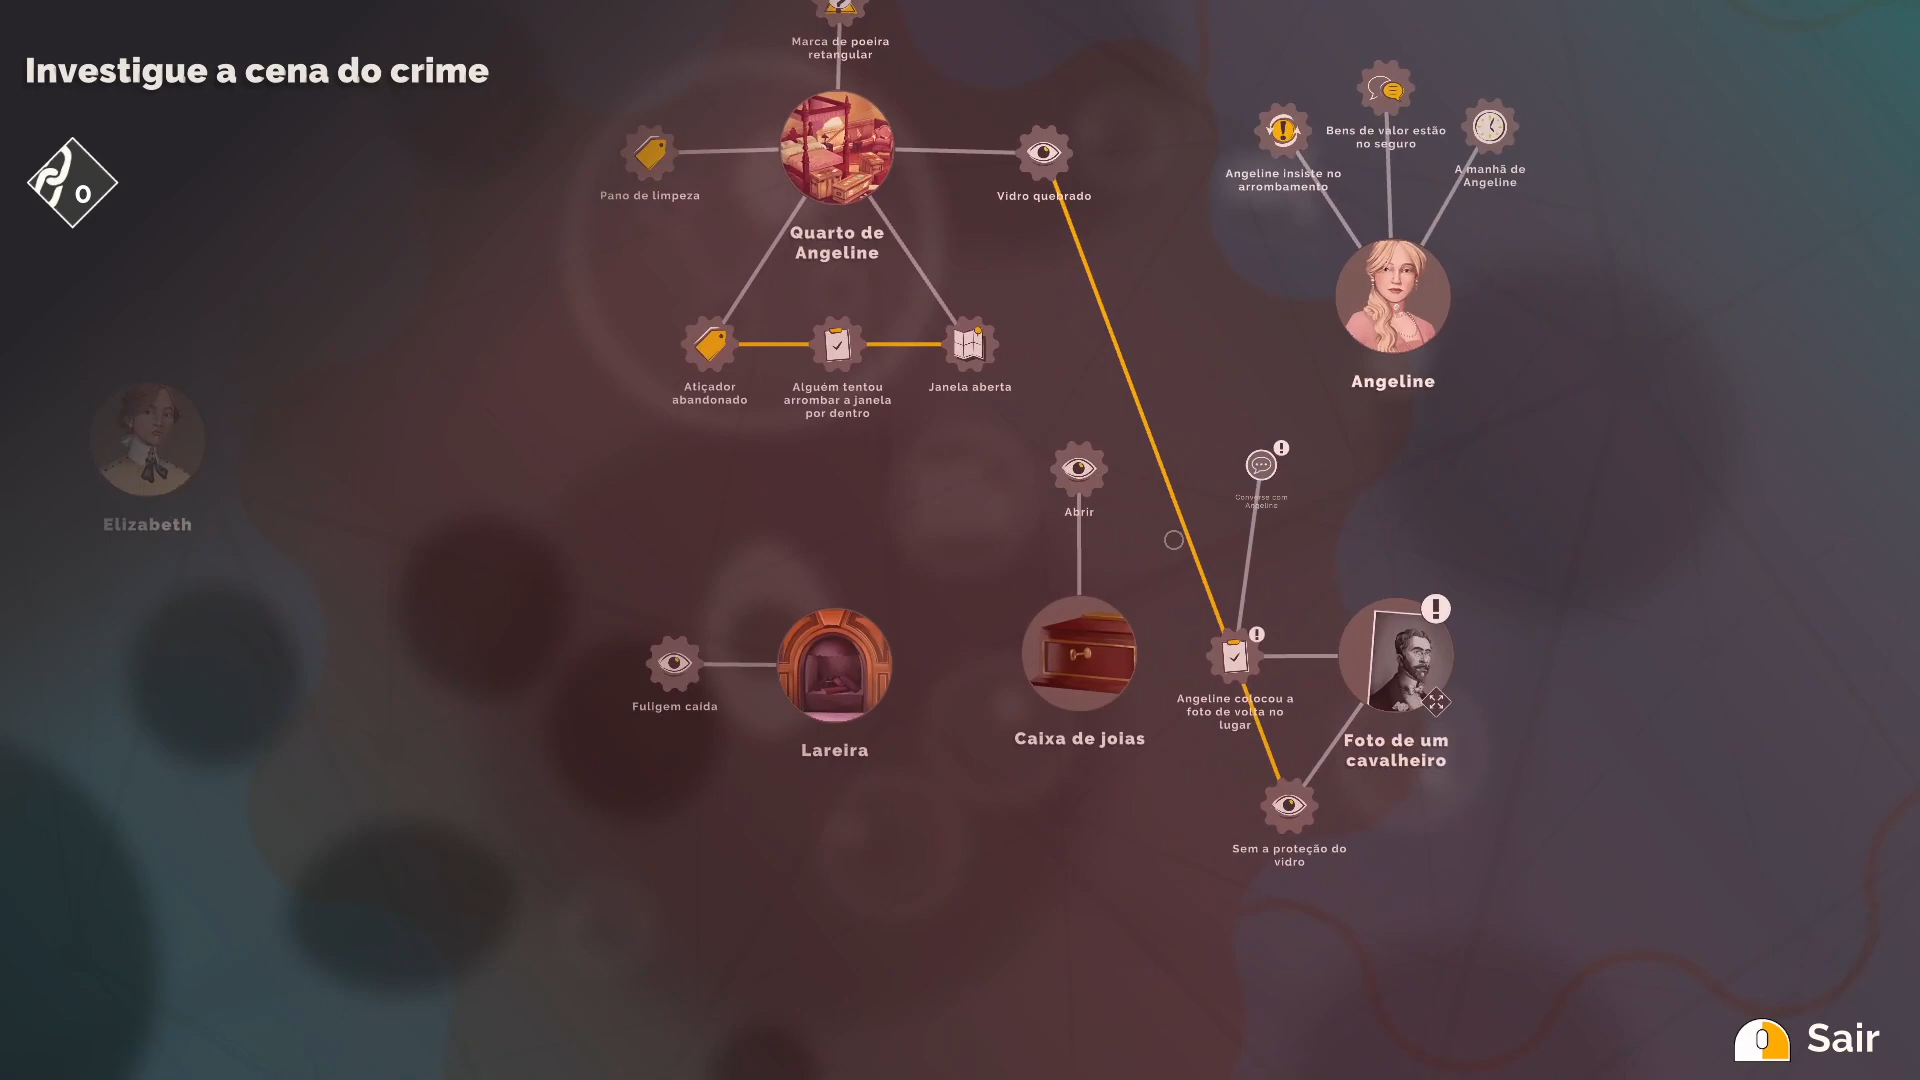 Marca de poeira
retangular
Investigue a cena do crime
0
Bens de valor estão
no seguro
Angeline insiste no
arrombamento
A manhã de
Angeline
Pano de limpeza
Vidro quebrado
Quarto de
Angeline
Angeline
Atiçador
abandonado
Alguém tentou
arrombar a janela
por dentro
Janela aberta
Elizabeth
Abrir
Converse com
Angeline
Fuligem caída
Lareira
Caixa de joias
Angeline colocou a
foto de volta no
lugar
Foto de um
cavalheiro
Sem a proteção do
vidro
Sair